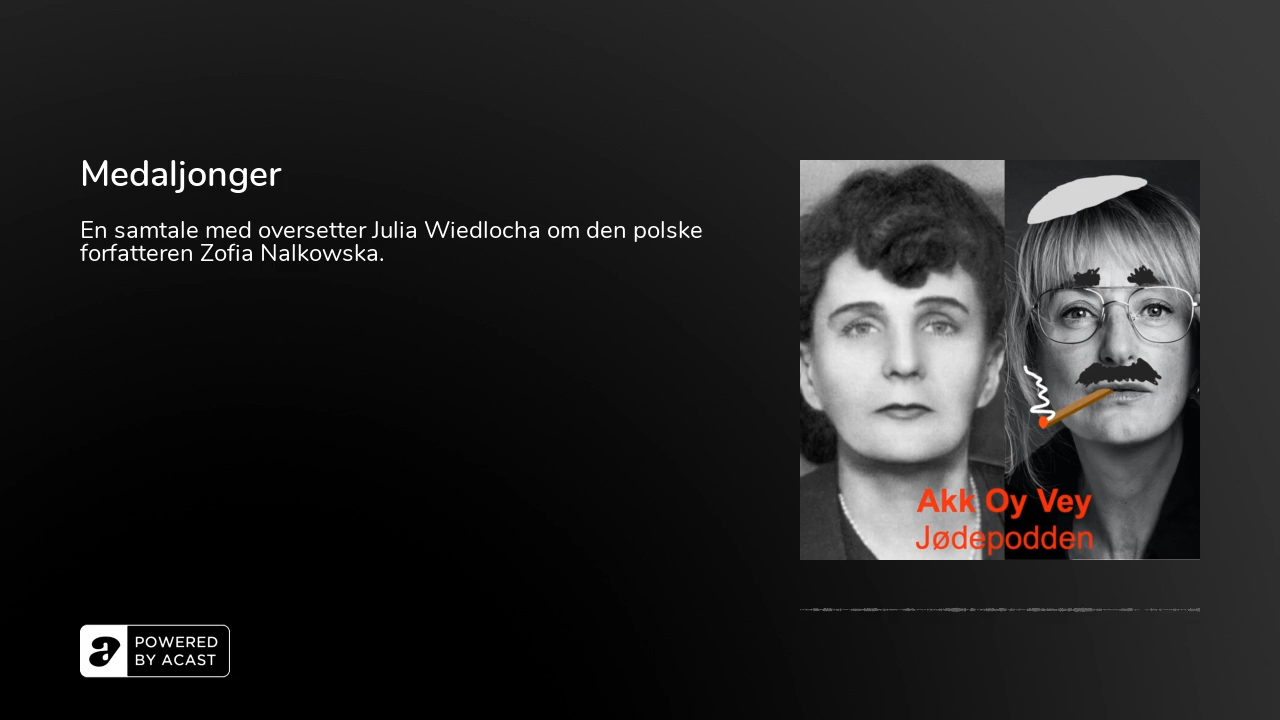 Medaljonger
En samtale med oversetter Julia Wiedlocha om den polske
forfatteren Zofia Nalkowska.
Akk Oy Vey
Jødepodden
POWERED
BY ACAST